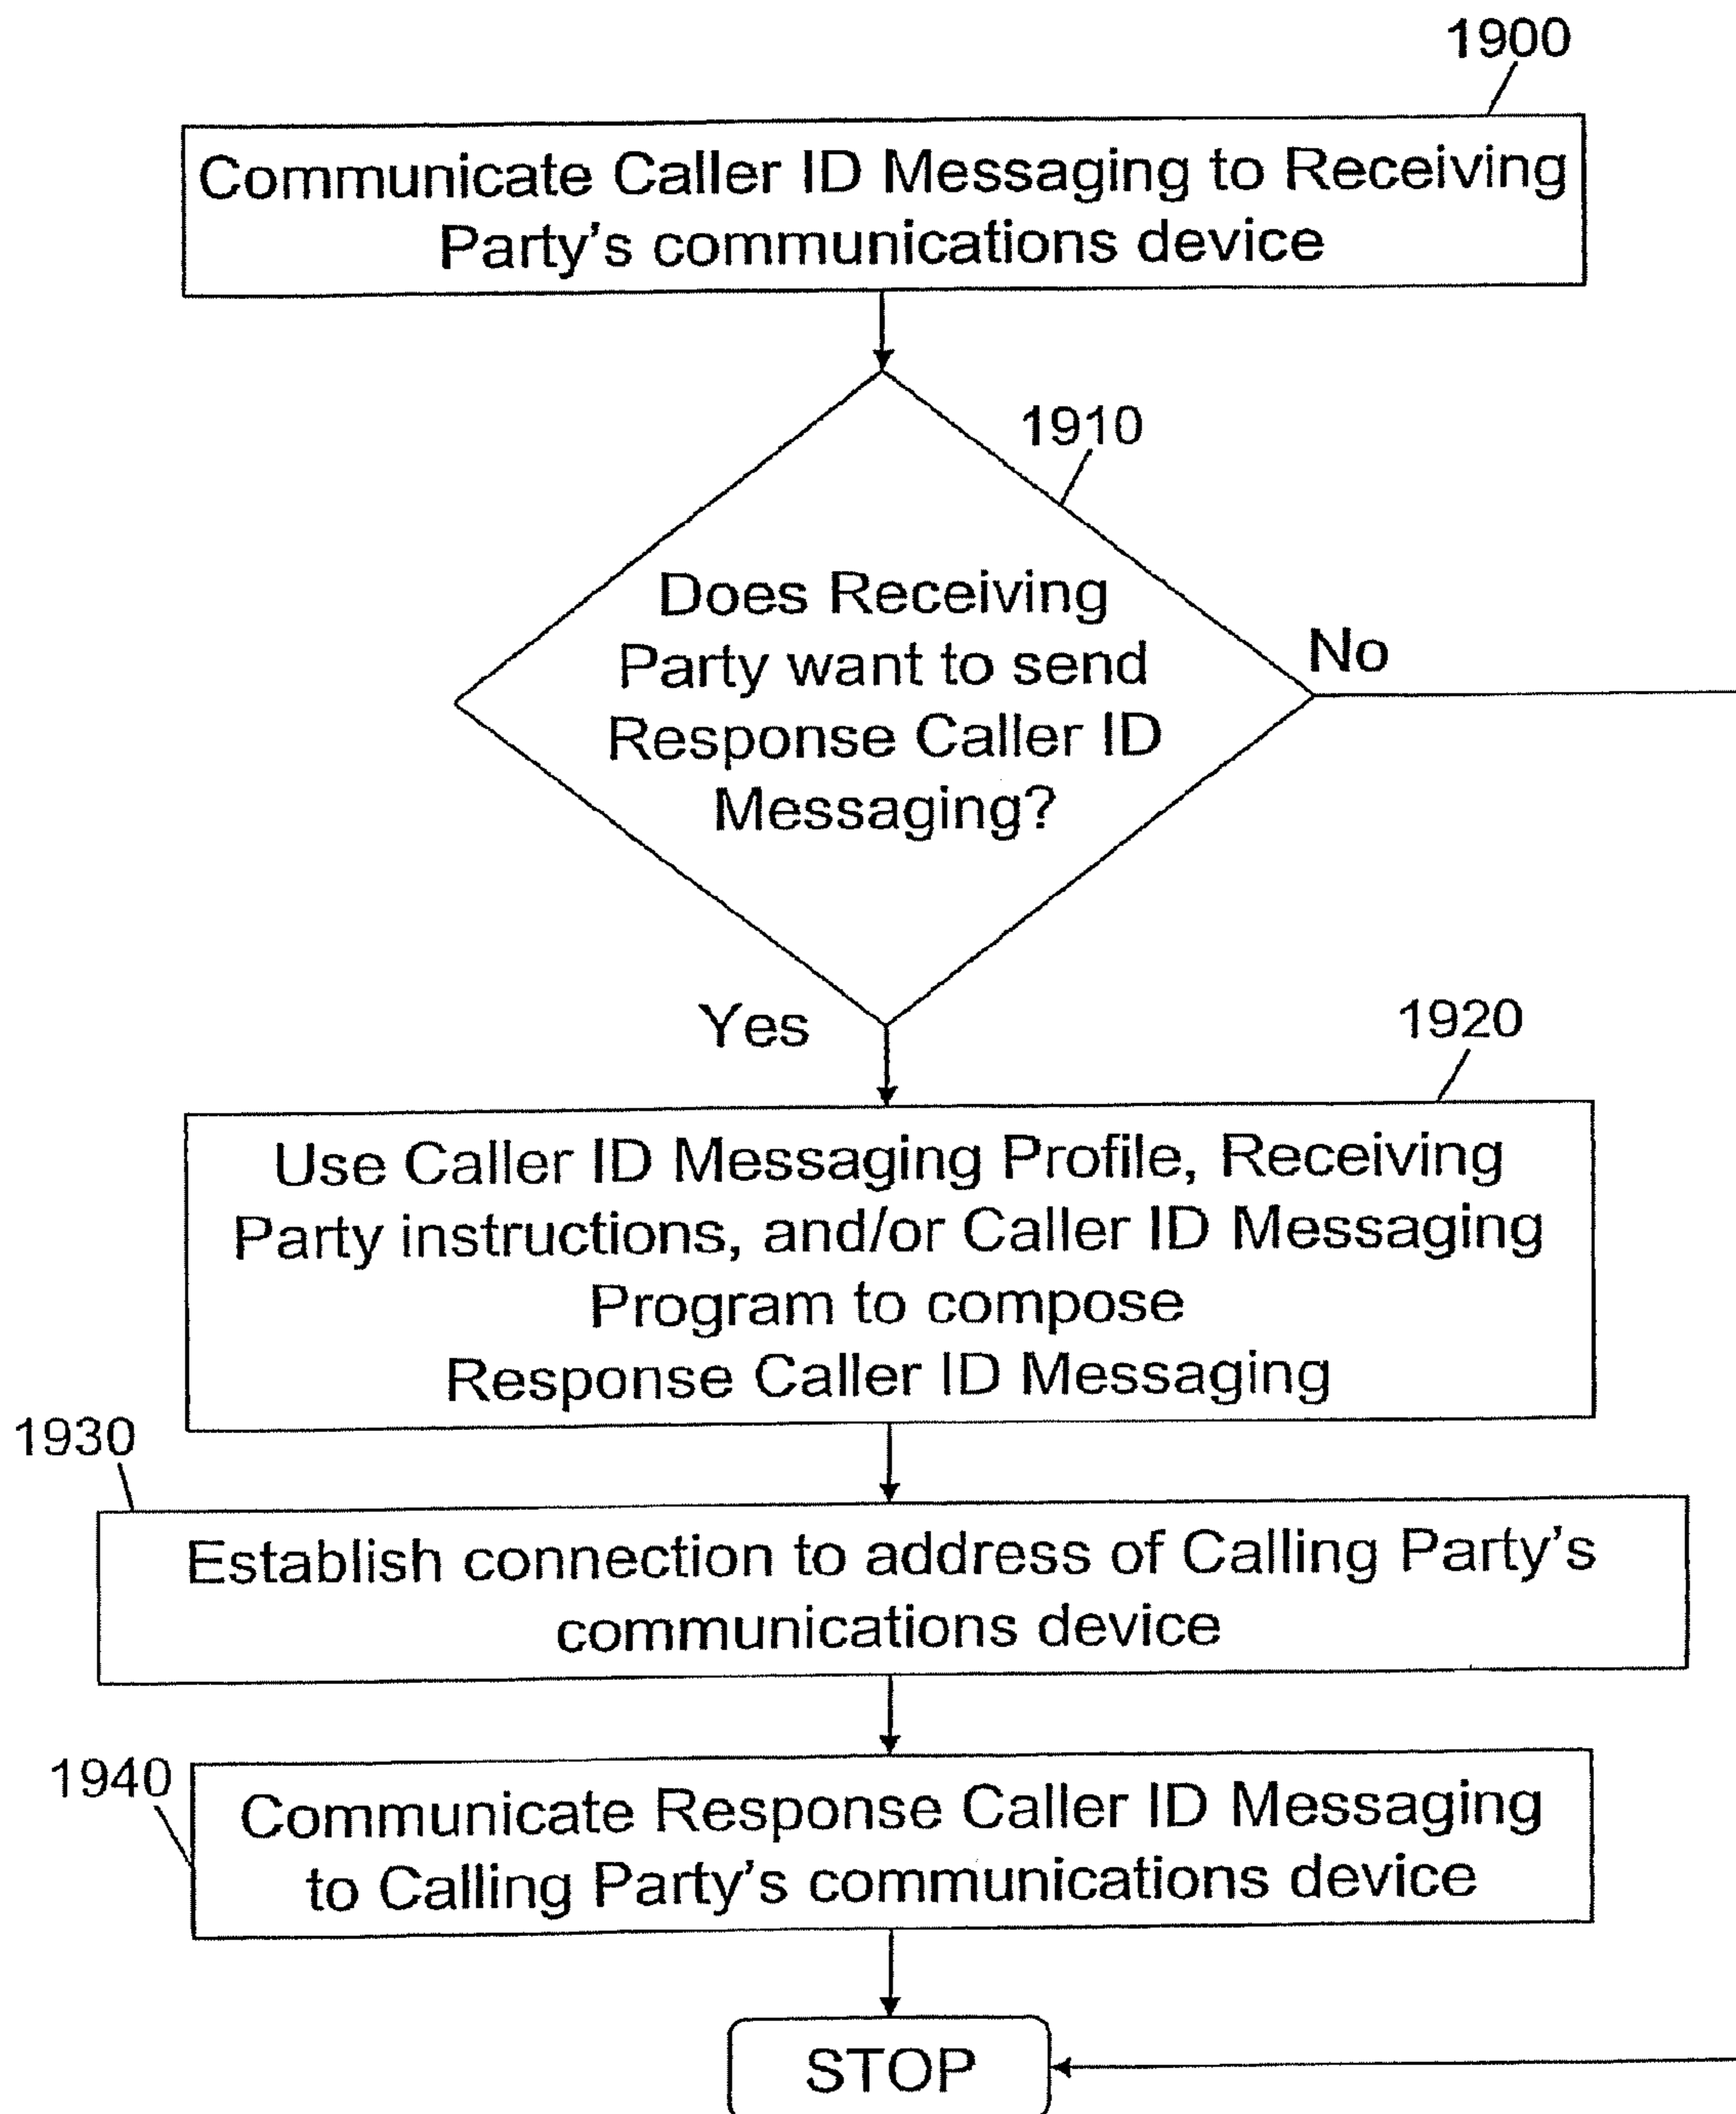 1900
Communicate Caller ID Messaging to Receiving
Party's communications device
1910
Does Receiving
Party want to send
Response Caller ID
Messaging?
No
Yes
1920
Use Caller ID Messaging Profile, Receiving
Party instructions, and/or Caller ID Messaging
Program to compose
Response Caller ID Messaging
1930
Establish connection to address of Calling Party's
communications device
1940
Communicate Response Caller ID Messaging
to Calling Party's communications device
STOP